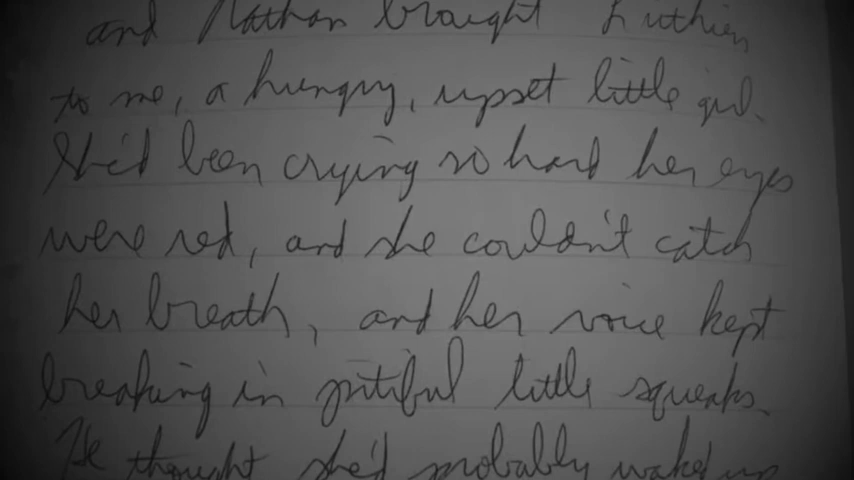 and Nathan brought Luthien
to me, a hungry, upset little girl.
She'd been crying so hard her eyes
were red, and she couldn't catch
her breath, and her voice kept
breaking in pitiful little squeaks.
He thought she'd probably waked up